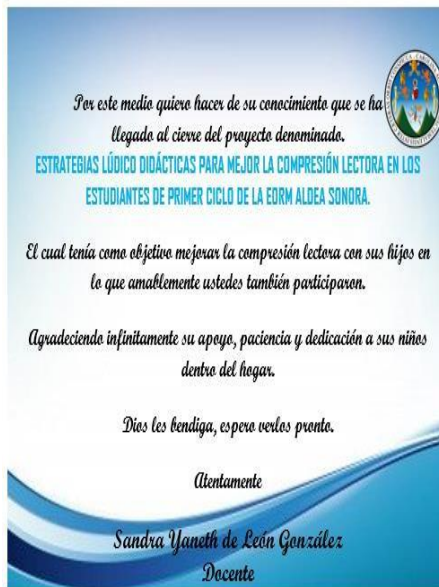 Por este medio quiero hacer de su conocimiento que se ha
llegado al cierre del proyecto denominado.
ESTRATEGIAS LÚDICO DIDÁCTICAS PARA MEJOR LA COMPRESIÓN LECTORA EN LOS
ESTUDIANTES DE PRIMER CICLO DE LA EORM ALDEA SONORA.
El cual tenía como objetivo mejorar la compresión lectora con sus hijos en
lo que amablemente ustedes también participaron.
Agradeciendo infinitamente su apoyo, paciencia y dedicación a sus niños
dentro del hogar.
Dios les bendiga, espero verlos pronto.
Atentamente
Sandra Yaneth de León González
Docente